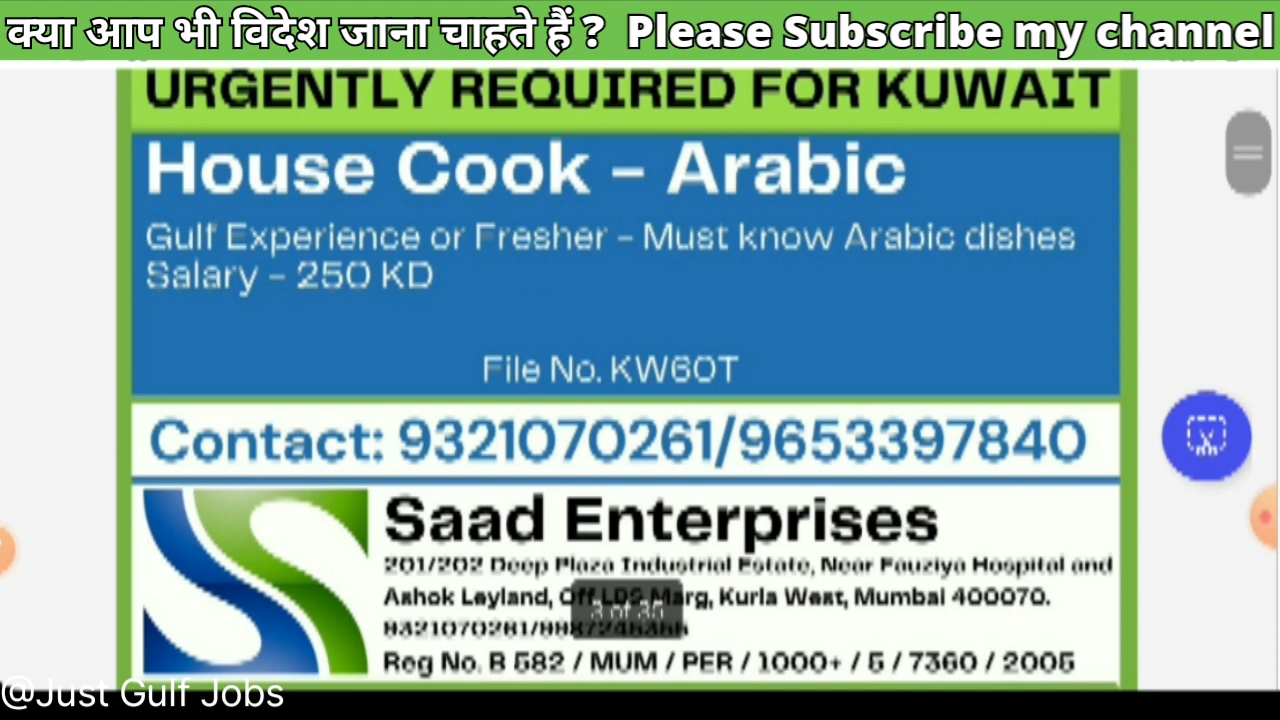 क्या आप भी विदेश जाना चाहते हैं ? Please Subscribe my channel
URGENTLY REQUIRED FOR KUWAIT
House Cook – Arabic
Gulf Experience or Fresher – Must know Arabic dishes
Salary – 250 KD
File No. KW60T
Contact: 9321070261/9653397840
Saad Enterprises
201/202 Deep Plaza Industrial Estate, Near Fauziya Hospital and
Ashok Leyland, Off LBS Marg, Kurla West, Mumbai 400070.
3 of 35
Reg No. B 582 / MUM / PER / 1000+ / 5 / 7360 / 2005
@Just Gulf Jobs